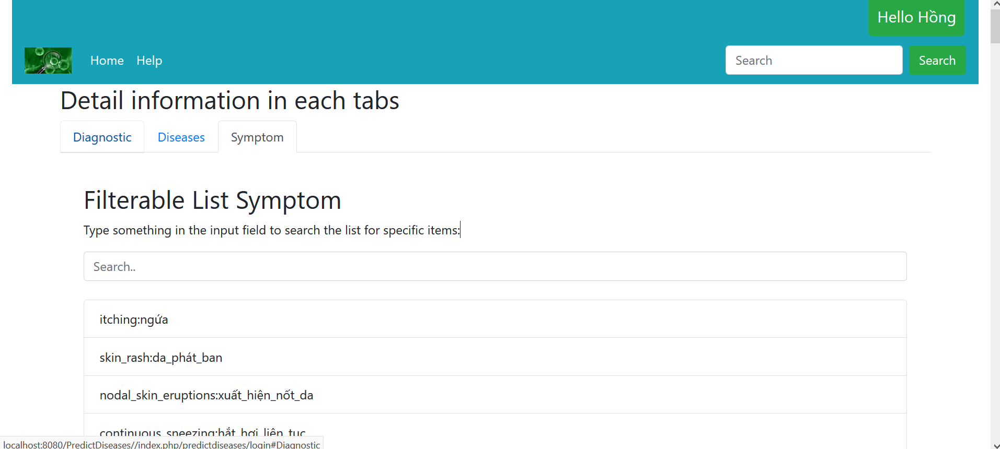 Hello Hồng
Home Help Search Search
Detail information in each tabs
Diagnostic Diseases Symptom
Filterable List Symptom
Type something in the input field to search the list for specific items:
Search..
itching:ngứa
skin_rash:da_phát_ban
nodal_skin_eruptions:xuất_hiện_nốt_da
continuous_sneezing:hắt_hơi_liên_tục
localhost:8080/PredictDiseases//index.php/predictdiseases/login#Diagnostic